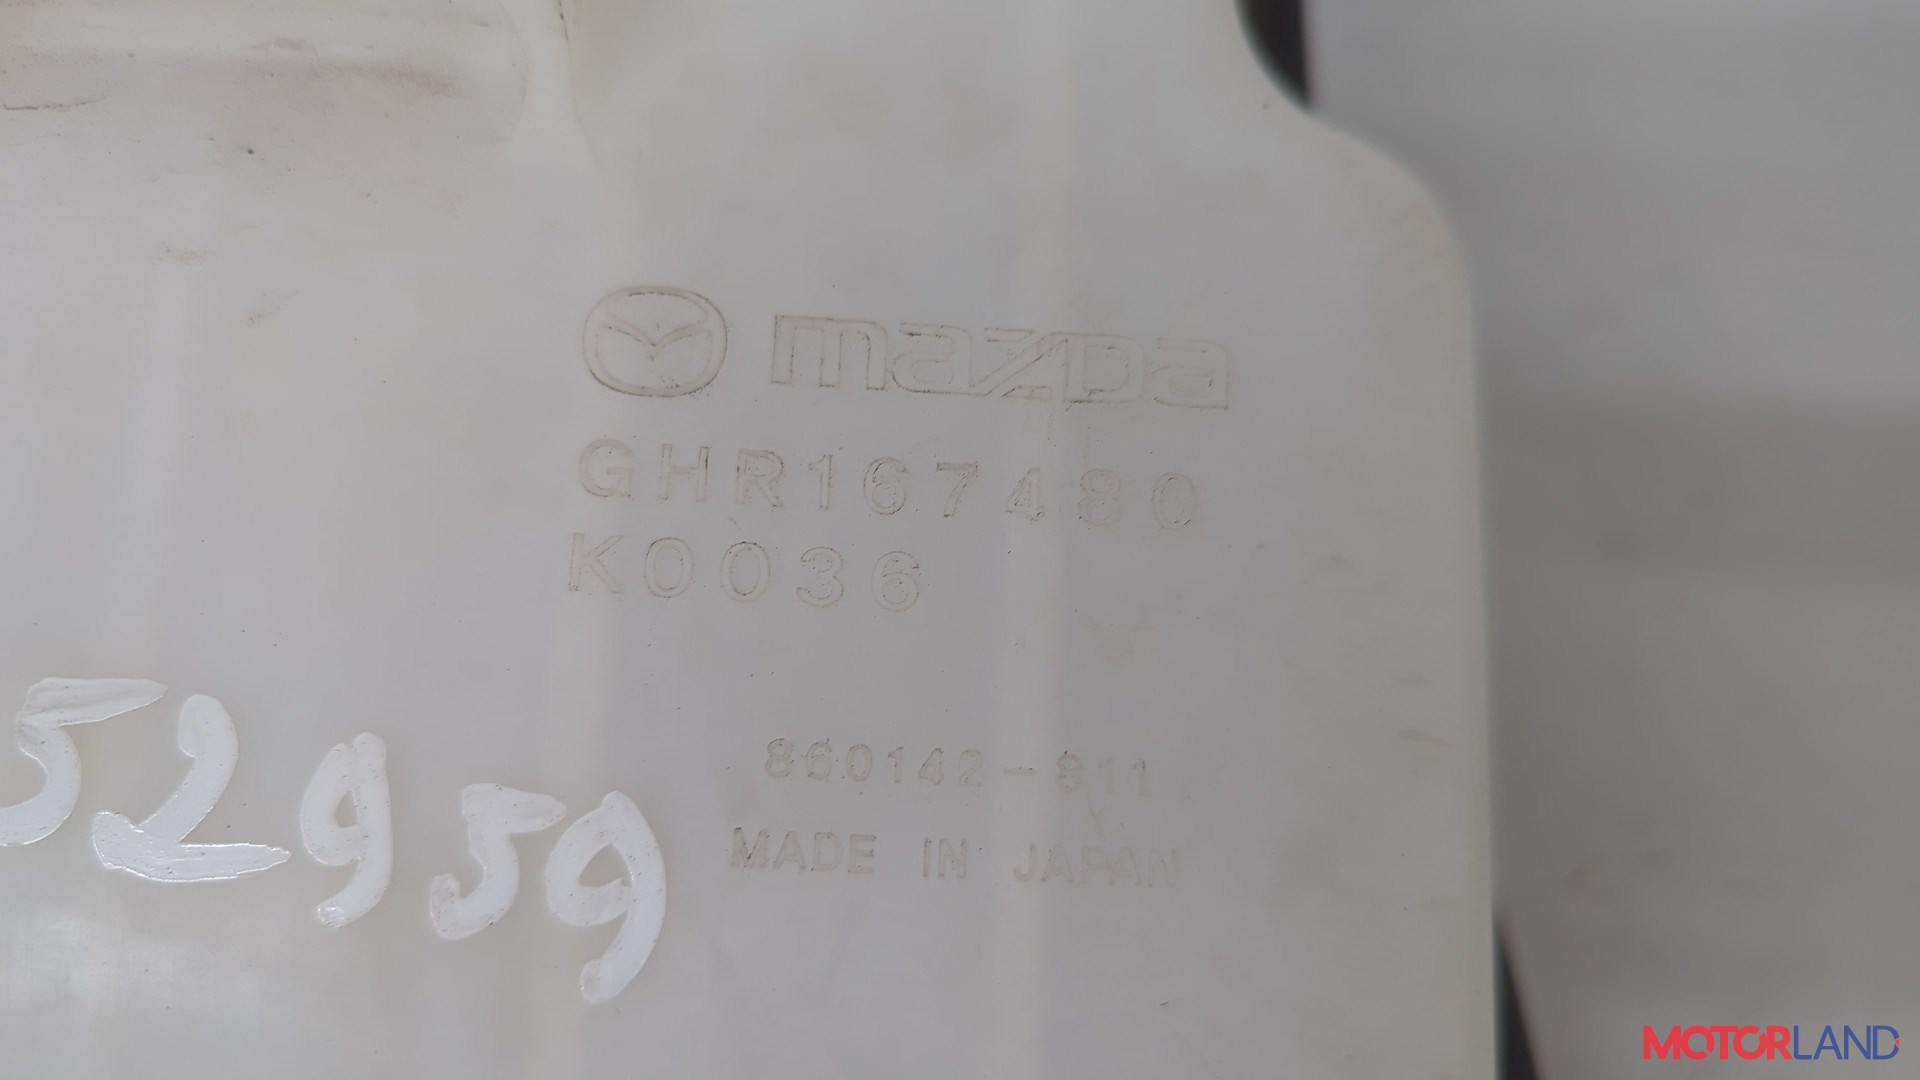 mazda
GHR167480
K0036
860142-811
MADE IN JAPAN
52959
MOTORLAND